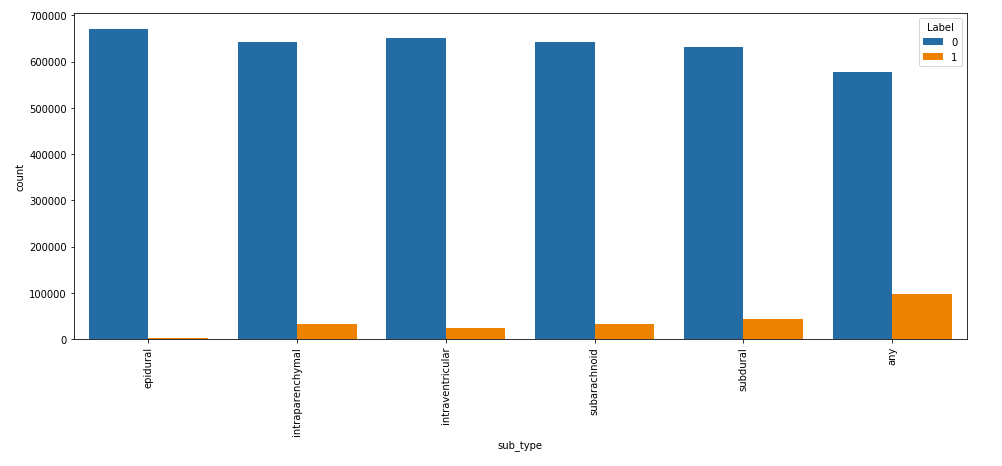 700000
600000
500000
400000
300000
200000
100000
0
count
Label
0
1
epidural
intraparenchymal
intraventricular
subarachnoid
subdural
any
sub_type